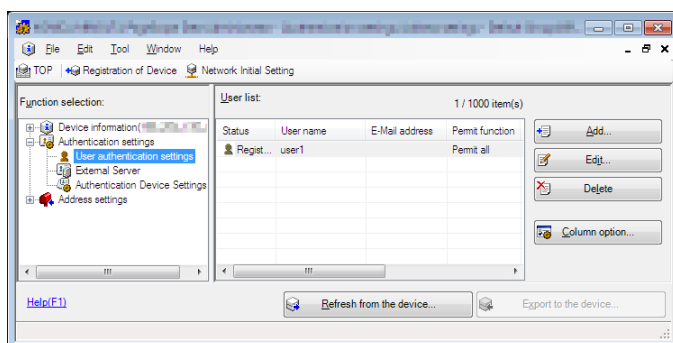 File Edit Tool Window Help
TOP Registration of Device Network Initial Setting
Function selection:
User list:
1 / 1000 item(s)
Device information(
Authentication settings
User authentication settings
External Server
Authentication Device Settings
Address settings
Status User name E-Mail address Permit function
Regist... user1 Permit all
Add...
Edit...
Delete
Column option...
Help(F1)
Refresh from the device...
Export to the device...